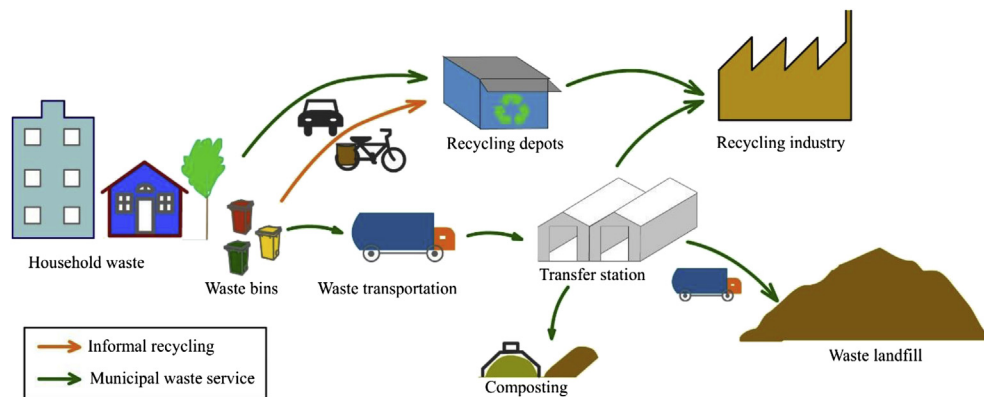 Recycling depots
Recycling industry
Household waste
Waste bins
Waste transportation
Transfer station
Informal recycling
Municipal waste service
Composting
Waste landfill